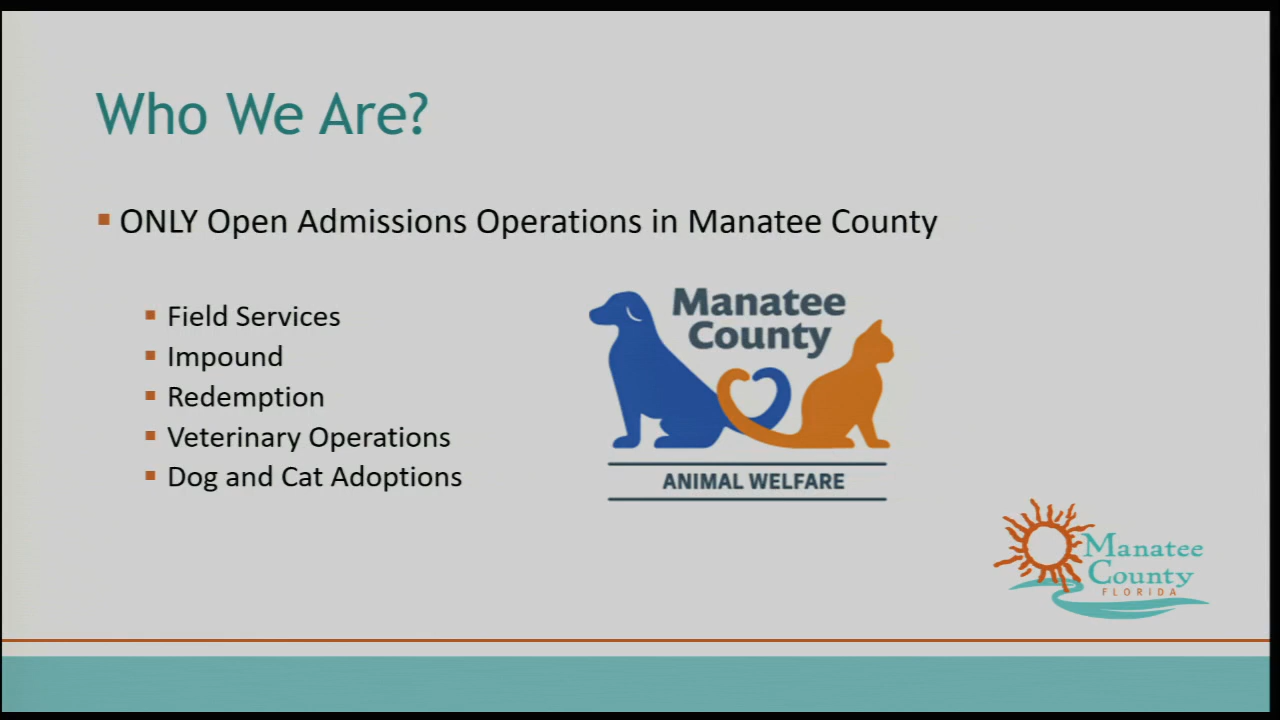 Who We Are?
ONLY Open Admissions Operations in Manatee County
Field Services
Impound
Redemption
Veterinary Operations
Dog and Cat Adoptions
Manatee
County
ANIMAL WELFARE
Manatee
County
FLORIDA